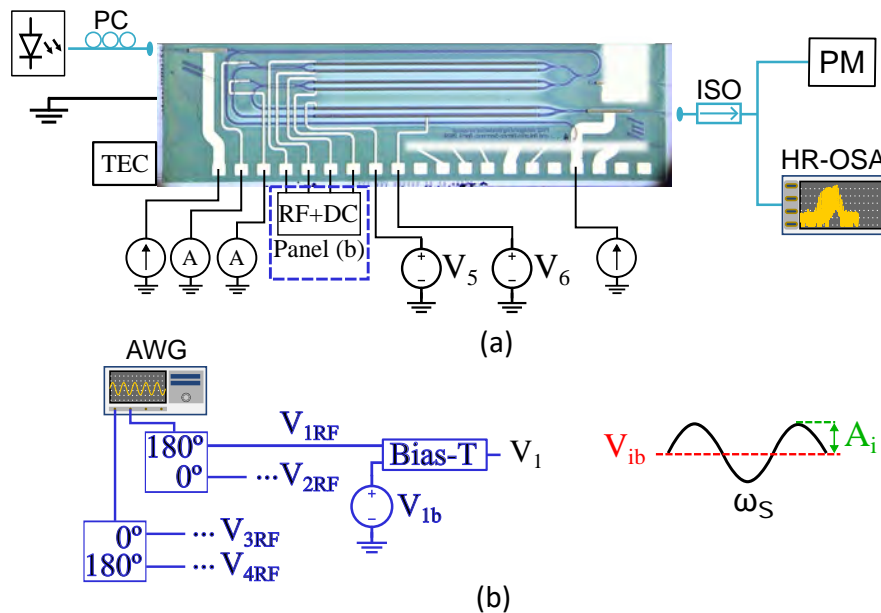 PC
PM
ISO
HR-OSA
TEC
RF+DC
Panel (b)
A
A
V5
V6
(a)
AWG
180º
0º
V1RF
V2RF
Bias-T
V1
V1b
0º
180º
V3RF
V4RF
Vib
Ai
ωS
(b)